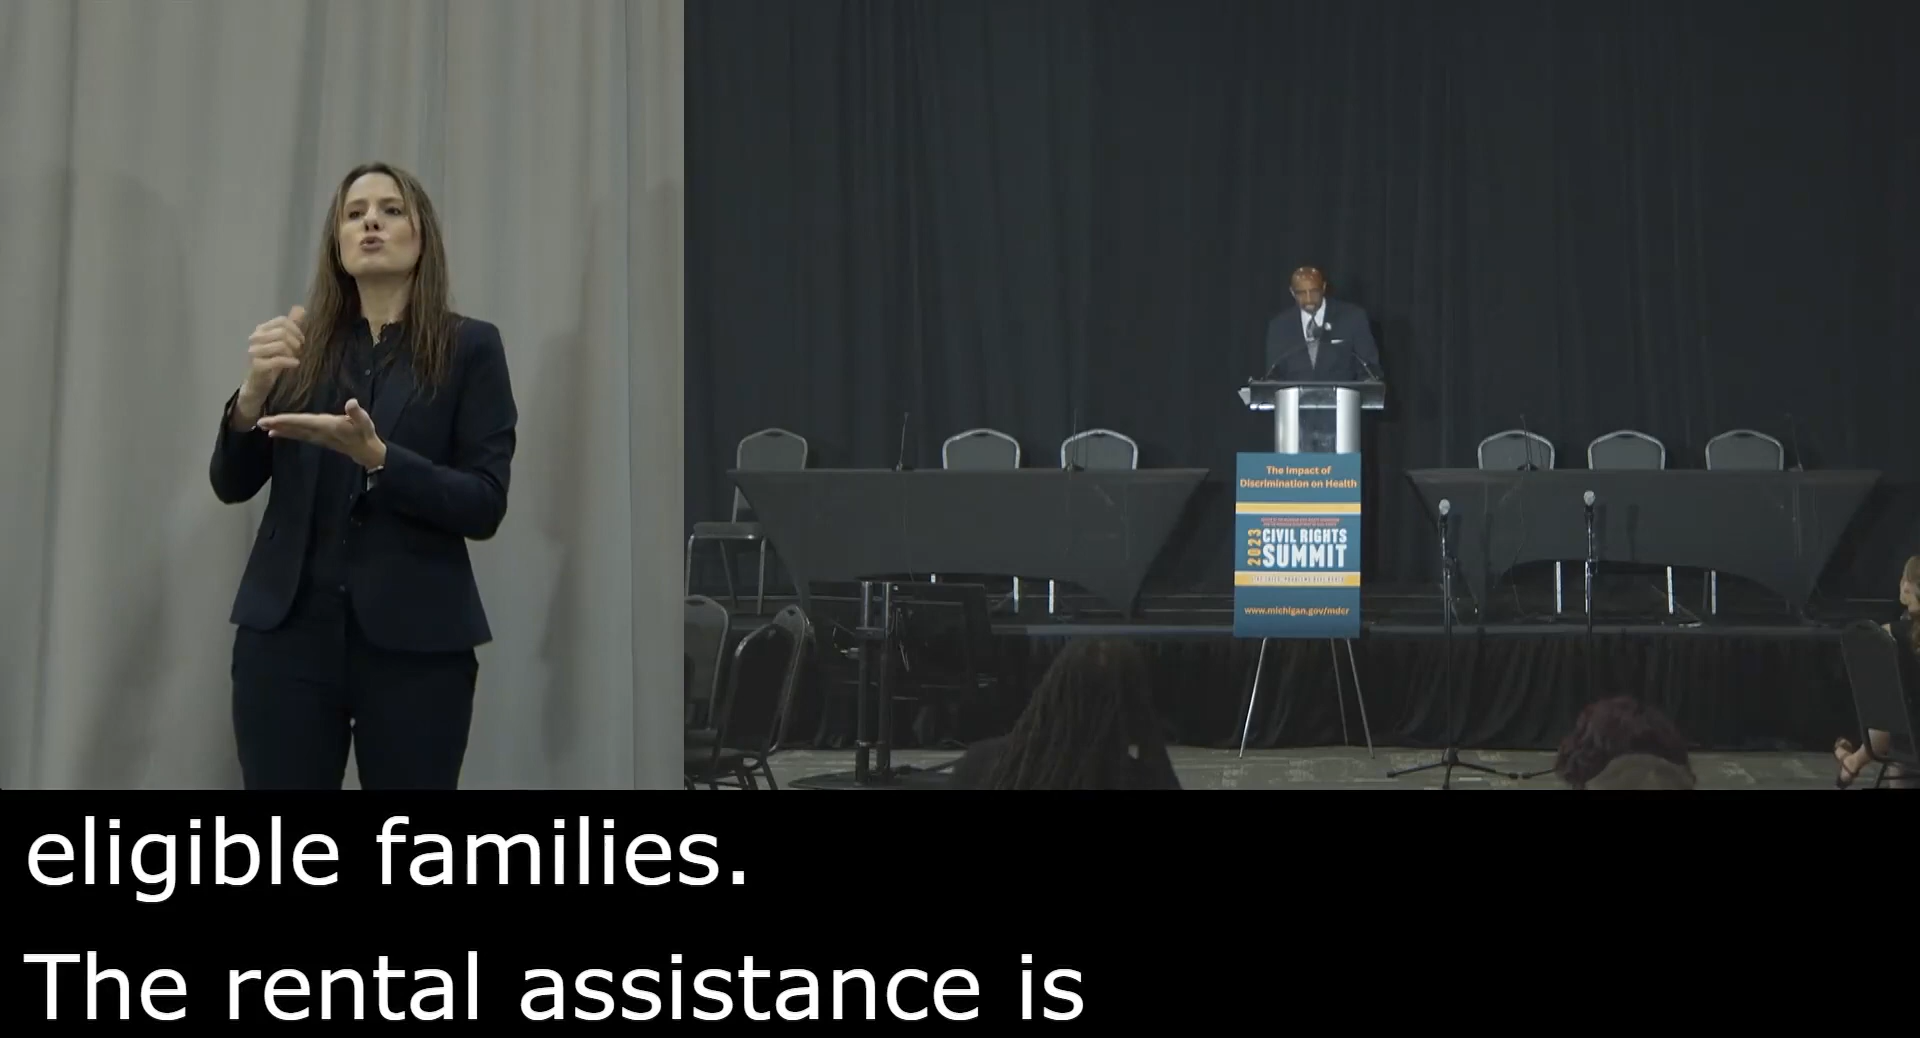 The Impact of
Discrimination on Health
2023
CIVIL RIGHTS
SUMMIT
www.michigan.gov/mdcr
eligible families.
The rental assistance is